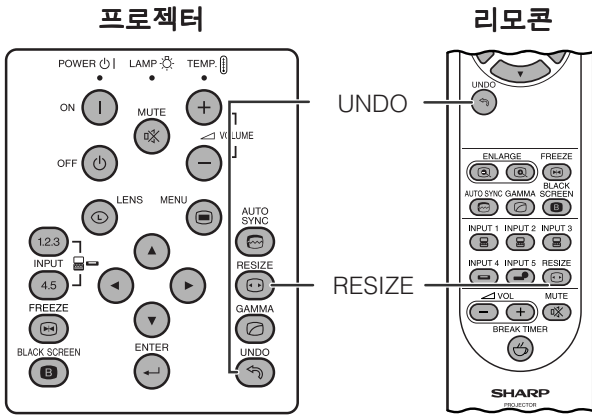 프로젝터
POWER LAMP TEMP.
ON
MUTE
VOLUME
OFF
LENS
MENU
AUTO
SYNC
1.2.3
INPUT
4.5
RESIZE
FREEZE
GAMMA
BLACK SCREEN
B
ENTER
UNDO
UNDO
RESIZE
리모콘
UNDO
ENLARGE FREEZE
AUTO SYNC GAMMA BLACK
SCREEN
B
INPUT 1 INPUT 2 INPUT 3
INPUT 4 INPUT 5 RESIZE
VOL MUTE
BREAK TIMER
SHARP
PROJECTOR